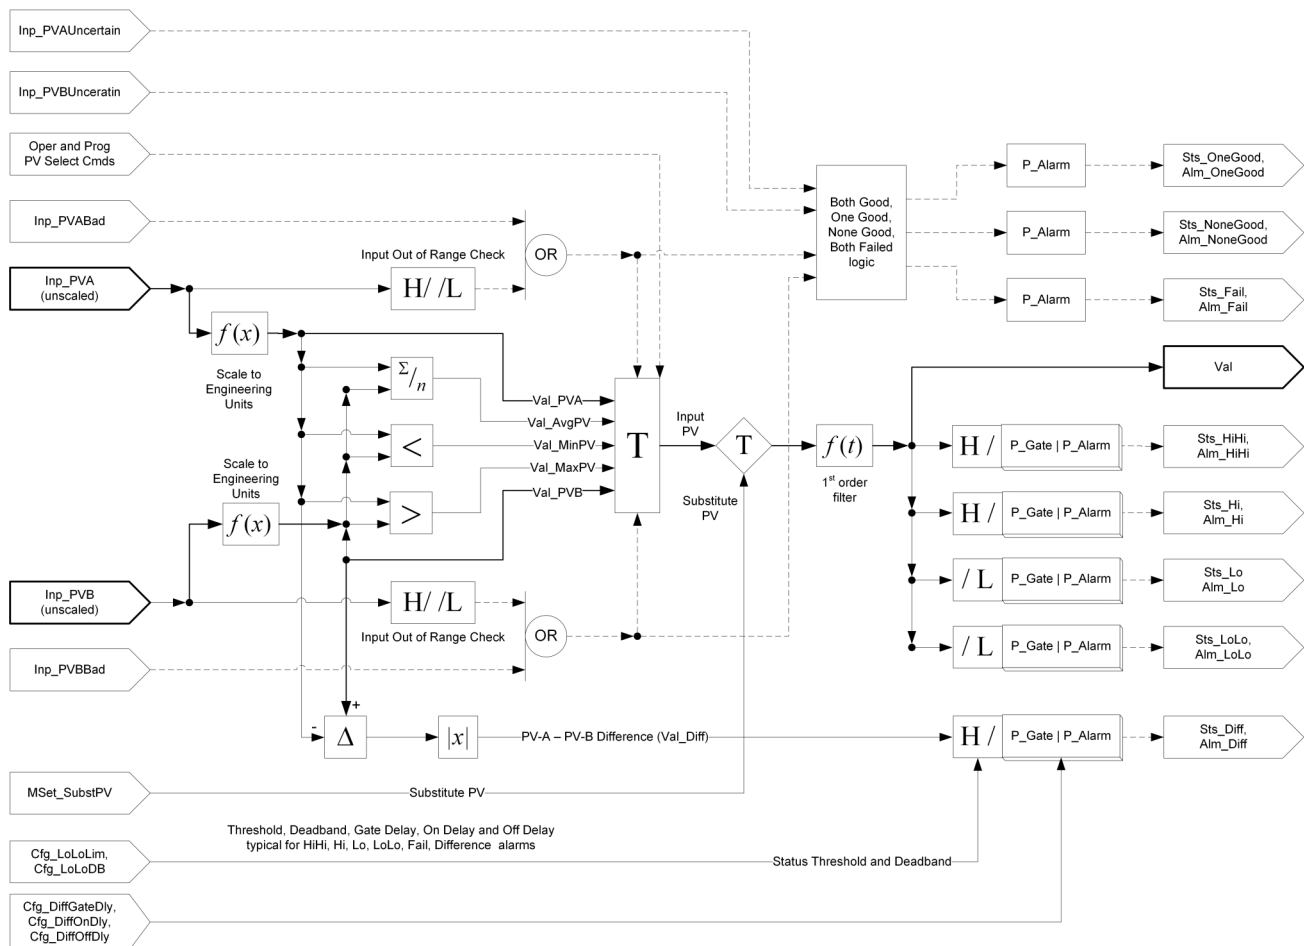 Inp_PVAUncertain
Inp_PVBUnceratin
Oper and Prog
PV Select Cmds
Inp_PVABad
Inp_PVA
(unscaled)
Input Out of Range Check
H/ /L
OR
f(x)
Scale to
Engineering
Units
Σ/n
<
>
Scale to
Engineering
Units
f(x)
Val_PVA
Val_AvgPV
Val_MinPV
Val_MaxPV
Val_PVB
T
Input
PV
T
Substitute
PV
f(t)
1st order
filter
Both Good,
One Good,
None Good,
Both Failed
logic
P_Alarm
Sts_OneGood,
Alm_OneGood
P_Alarm
Sts_NoneGood,
Alm_NoneGood
P_Alarm
Sts_Fail,
Alm_Fail
Val
H /
P_Gate | P_Alarm
Sts_HiHi,
Alm_HiHi
H /
P_Gate | P_Alarm
Sts_Hi,
Alm_Hi
/ L
P_Gate | P_Alarm
Sts_Lo
Alm_Lo
/ L
P_Gate | P_Alarm
Sts_LoLo,
Alm_LoLo
Inp_PVB
(unscaled)
H/ /L
Input Out of Range Check
OR
Inp_PVBBad
+
-
Δ
|x|
PV-A – PV-B Difference (Val_Diff)
H /
P_Gate | P_Alarm
Sts_Diff,
Alm_Diff
MSet_SubstPV
Substitute PV
Threshold, Deadband, Gate Delay, On Delay and Off Delay
typical for HiHi, Hi, Lo, LoLo, Fail, Difference  alarms
Cfg_LoLoLim,
Cfg_LoLoDB
Status Threshold and Deadband
Cfg_DiffGateDly,
Cfg_DiffOnDly,
Cfg_DiffOffDly